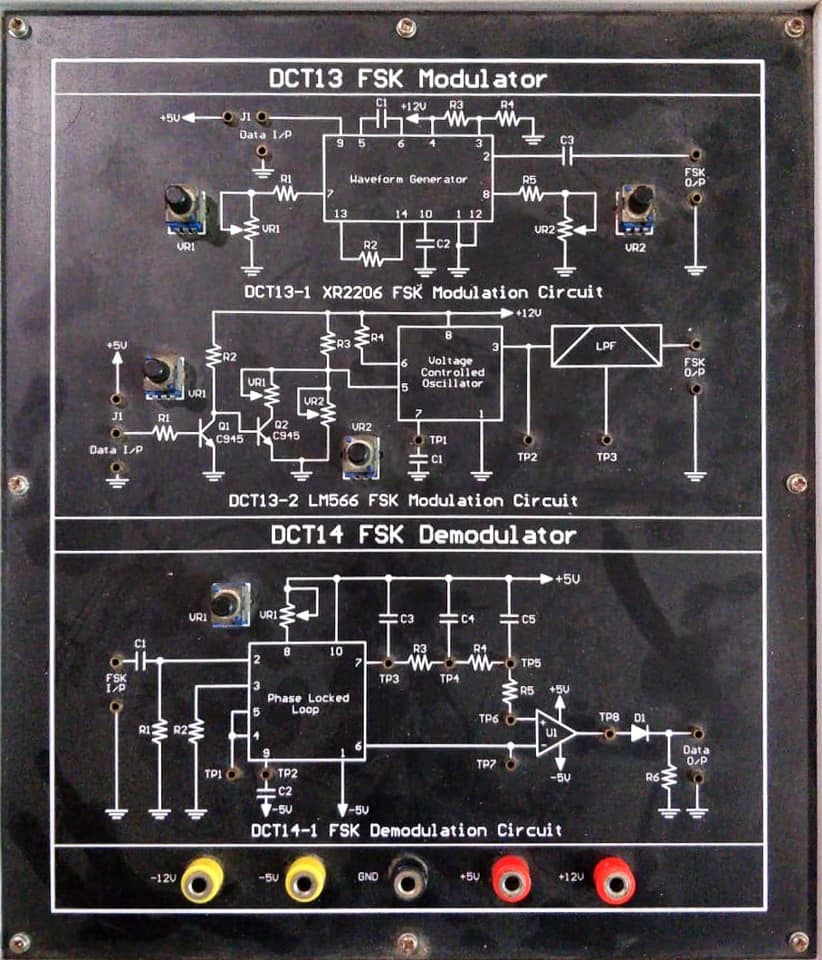 DCT13 FSK Modulator
+5V J1 C1 +12V R3 R4
Data I/P
9 5 6 4 3
2 C3
FSK
O/P
Waveform Generator
R1 7 8 R5
VR1 VR1 VR2 VR2
13 14 10 1 12
R2 C2
DCT13-1 XR2206 FSK Modulation Circuit
+12V
+5V R2 R3 R4
8
Voltage
Controlled
Oscillator
6 3
5
LPF
FSK
O/P
VR1 VR1 VR2
7 1
J1 R1 Q1 Q2
C945 C945
VR2
Data I/P
TP1 TP2 TP3
C1
DCT13-2 LM566 FSK Modulation Circuit
DCT14 FSK Demodulator
+5V
VR1 VR1 C3 C4 C5
8 10
C1 2 7 R3 R4 TP5
FSK
I/P
TP3 TP4
3
Phase Locked
Loop
R5
+5V
5 TP6 + U1 TP8 D1
R1 R2 4 6 -
Data
O/P
9 1 TP7 -5V
TP1 TP2 R6
C2
-5V -5V
DCT14-1 FSK Demodulation Circuit
-12V -5V GND +5V +12V